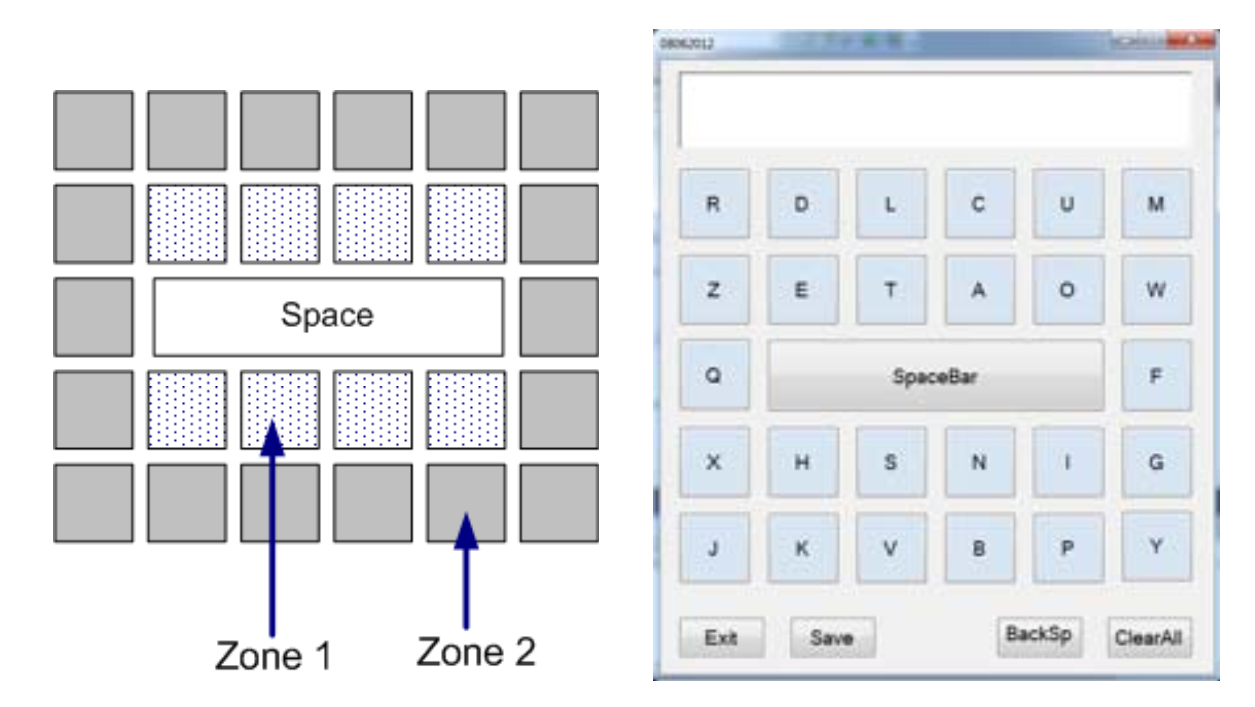 Space
Zone 1
Zone 2
08062012
R D L C U M
Z E T A O W
Q SpaceBar F
X H S N I G
J K V B P Y
Exit Save BackSp ClearAll